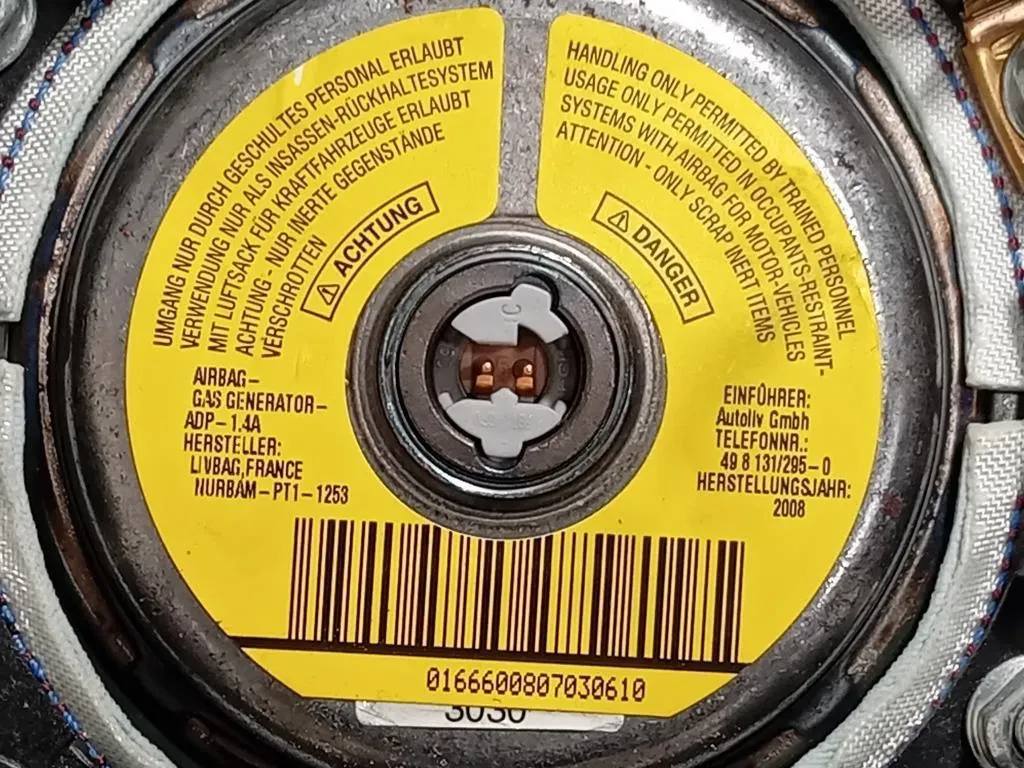 UMGANG NUR DURCH GESCHULTES PERSONAL ERLAUBT
VERWENDUNG NUR ALS INSASSEN-RÜCKHALTESYSTEM
MIT LUFTSACK FÜR KRAFTFAHRZEUGE ERLAUBT
ACHTUNG - NUR INERTE GEGENSTÄNDE
VERSCHROTTEN
ACHTUNG
HANDLING ONLY PERMITTED BY TRAINED PERSONNEL
USAGE ONLY PERMITTED IN OCCUPANTS-RESTRAINT-
SYSTEMS WITH AIRBAG FOR MOTOR-VEHICLES
ATTENTION - ONLY SCRAP INERT ITEMS
DANGER
C
AIRBAG-
GAS GENERATOR-
ADP-1.4A
HERSTELLER:
LIVBAG,FRANCE
NURBAM-PT1-1253
EINFÛHRER:
Autoliv Gmbh
TELEFONNR.:
49 8 131/295-0
HERSTELLUNGSJAHR:
2008
0166600807030610
3030